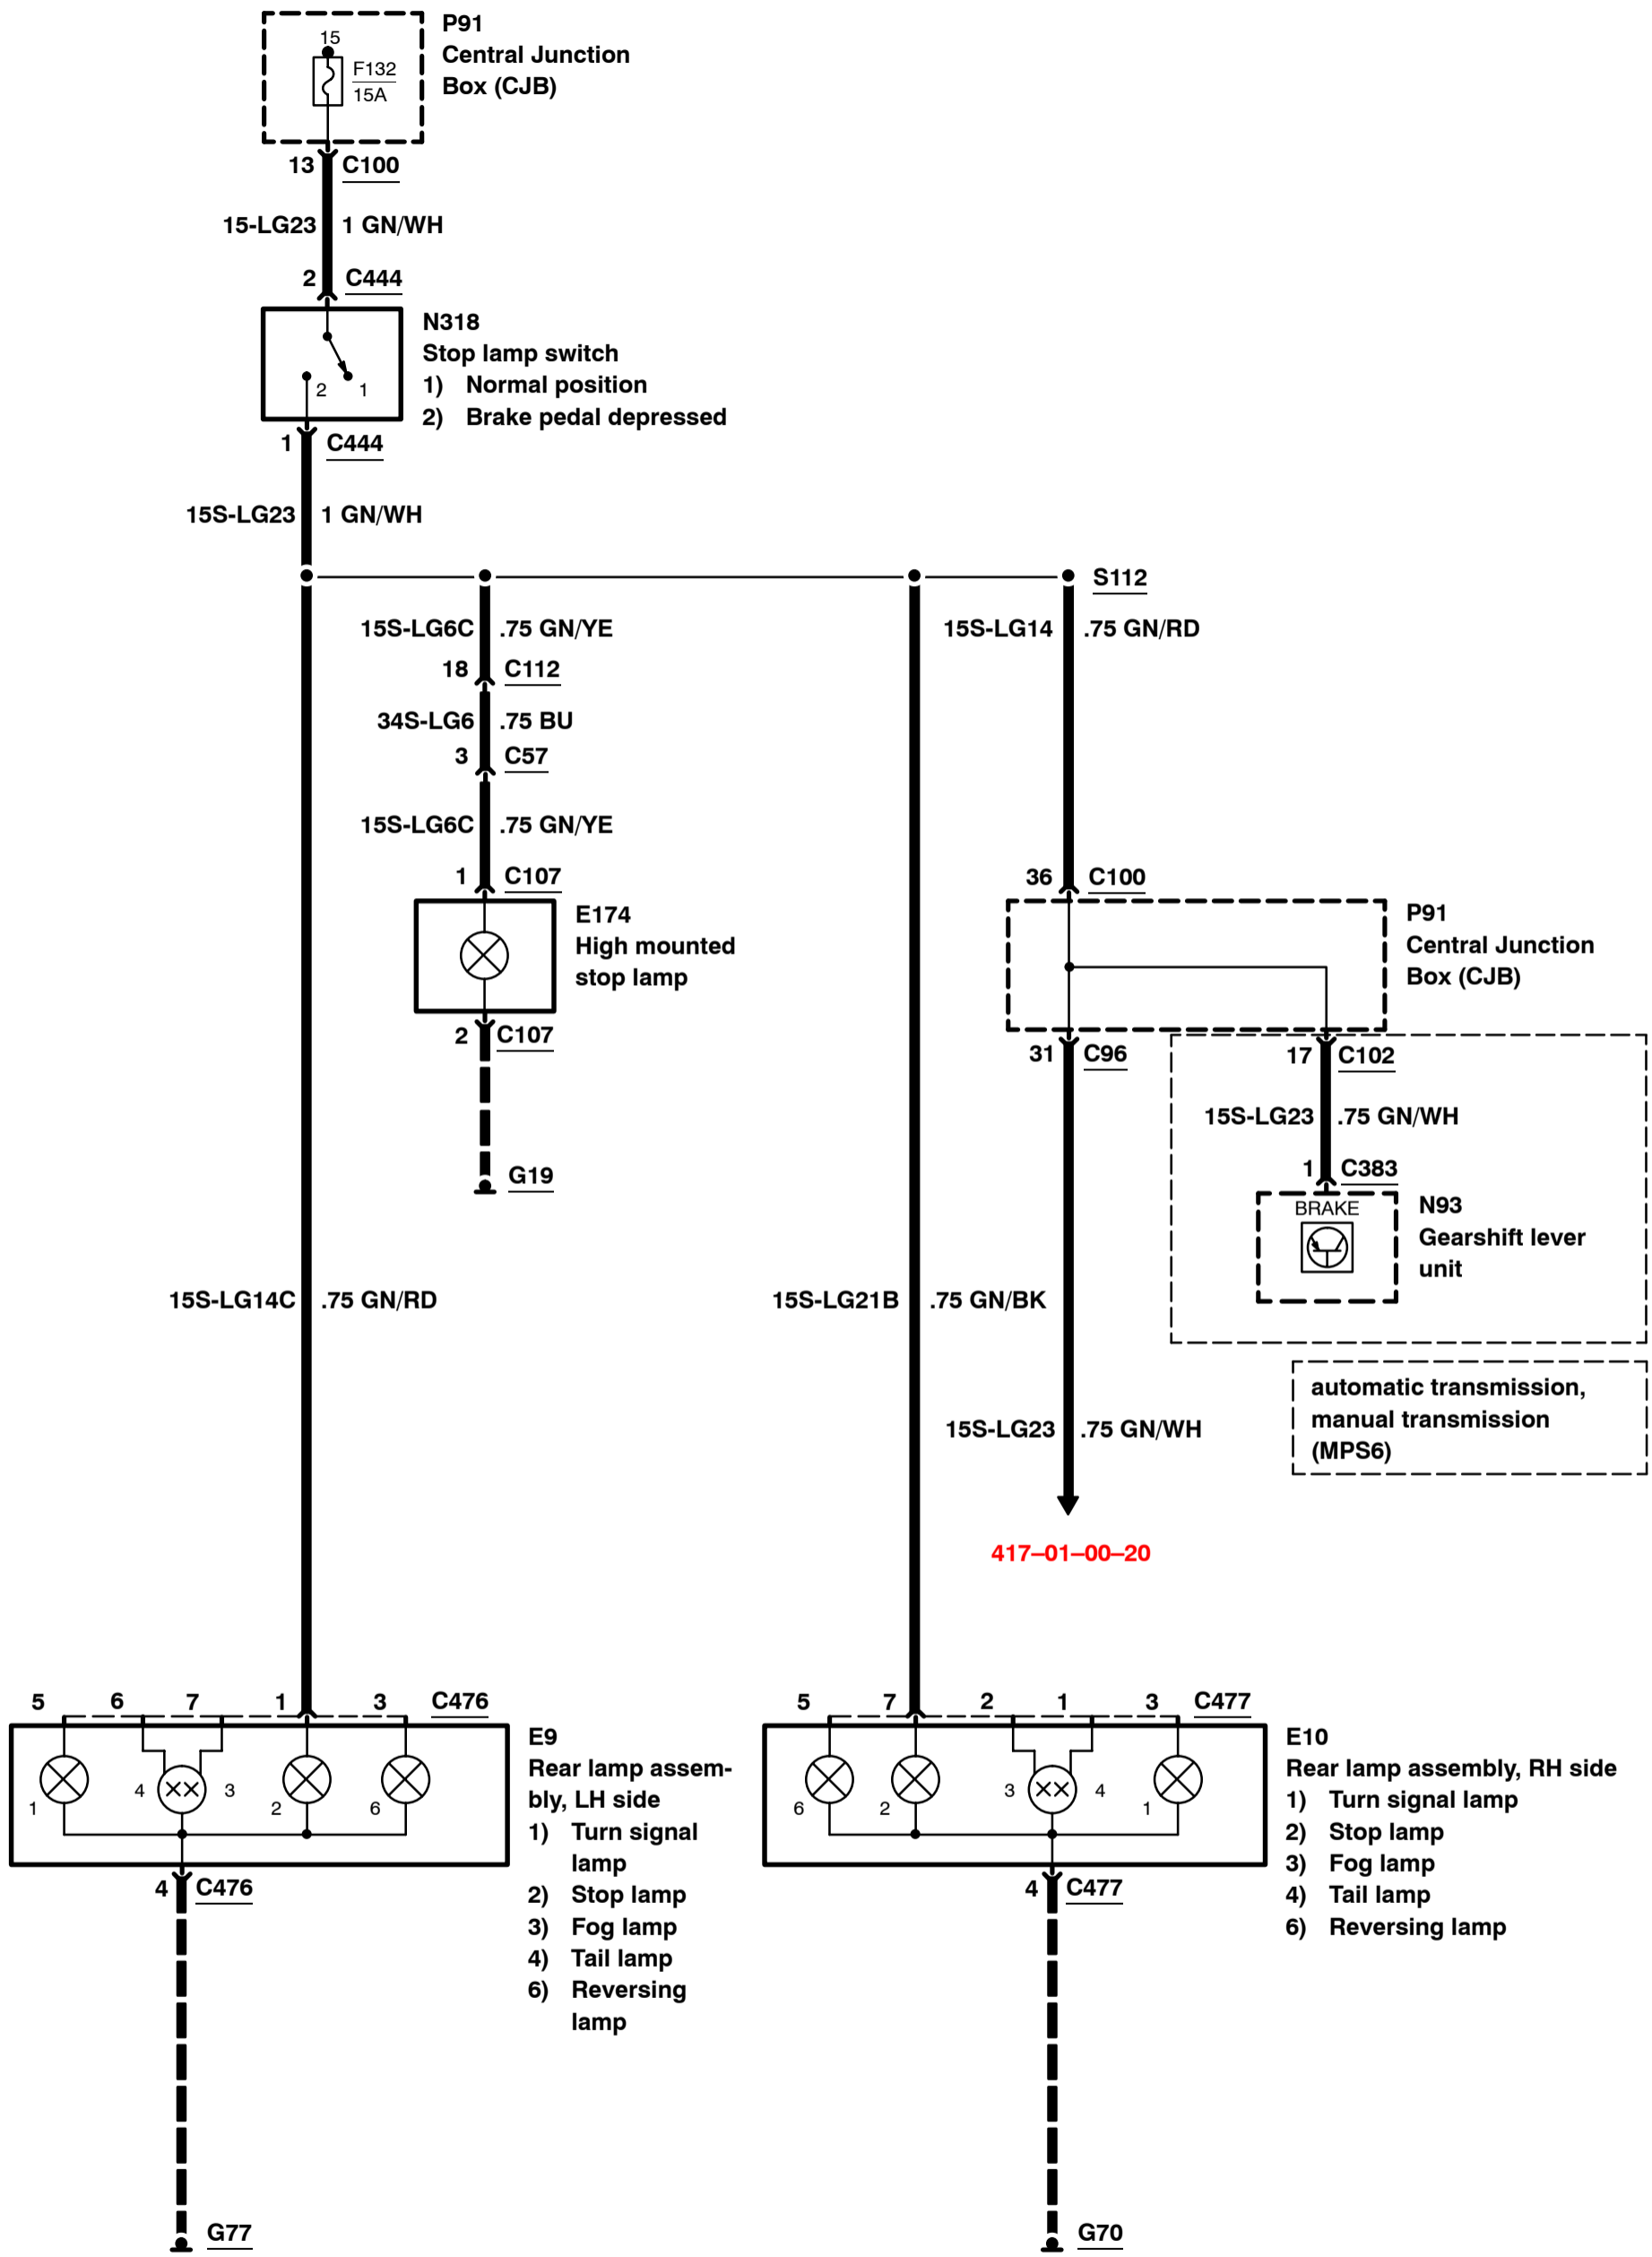 P91
Central Junction
Box (CJB)
15
F132
15A
13 C100
15-LG23 1 GN/WH
2 C444
N318
Stop lamp switch
1) Normal position
2) Brake pedal depressed
2 1
1 C444
15S-LG23 1 GN/WH
S112
15S-LG6C .75 GN/YE
15S-LG14 .75 GN/RD
18 C112
34S-LG6 .75 BU
3 C57
15S-LG6C .75 GN/YE
1 C107
E174
High mounted
stop lamp
2 C107
G19
36 C100
P91
Central Junction
Box (CJB)
31 C96
17 C102
15S-LG23 .75 GN/WH
1 C383
BRAKE
N93
Gearshift lever
unit
automatic transmission,
manual transmission
(MPS6)
15S-LG14C .75 GN/RD
15S-LG21B .75 GN/BK
15S-LG23 .75 GN/WH
417–01–00–20
5 6 7 1 3 C476
1 4 3 2 6
E9
Rear lamp assem-
bly, LH side
1) Turn signal
lamp
2) Stop lamp
3) Fog lamp
4) Tail lamp
6) Reversing
lamp
4 C476
G77
5 7 2 1 3 C477
6 2 3 4 1
E10
Rear lamp assembly, RH side
1) Turn signal lamp
2) Stop lamp
3) Fog lamp
4) Tail lamp
6) Reversing lamp
4 C477
G70